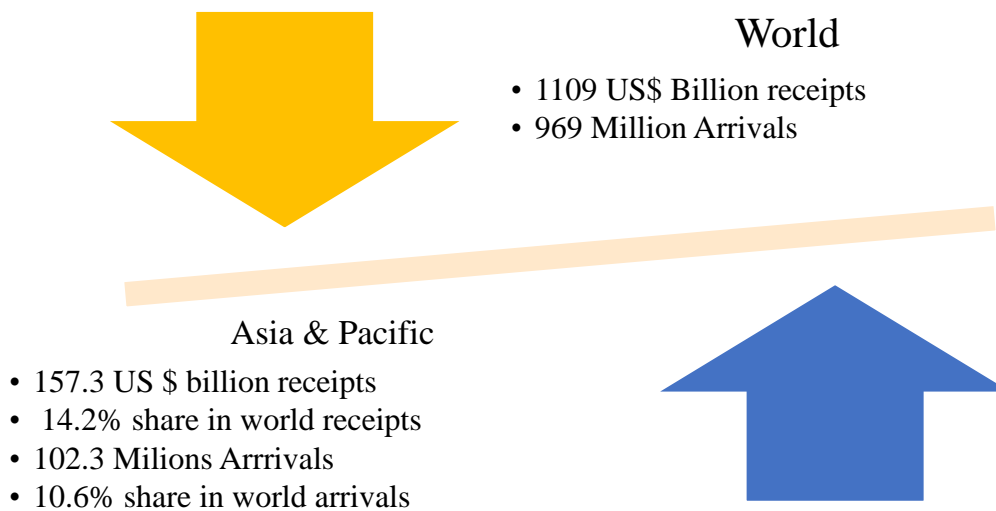 World
• 1109 US$ Billion receipts
• 969 Million Arrivals
Asia & Pacific
• 157.3 US $ billion receipts
• 14.2% share in world receipts
• 102.3 Milions Arrrivals
• 10.6% share in world arrivals